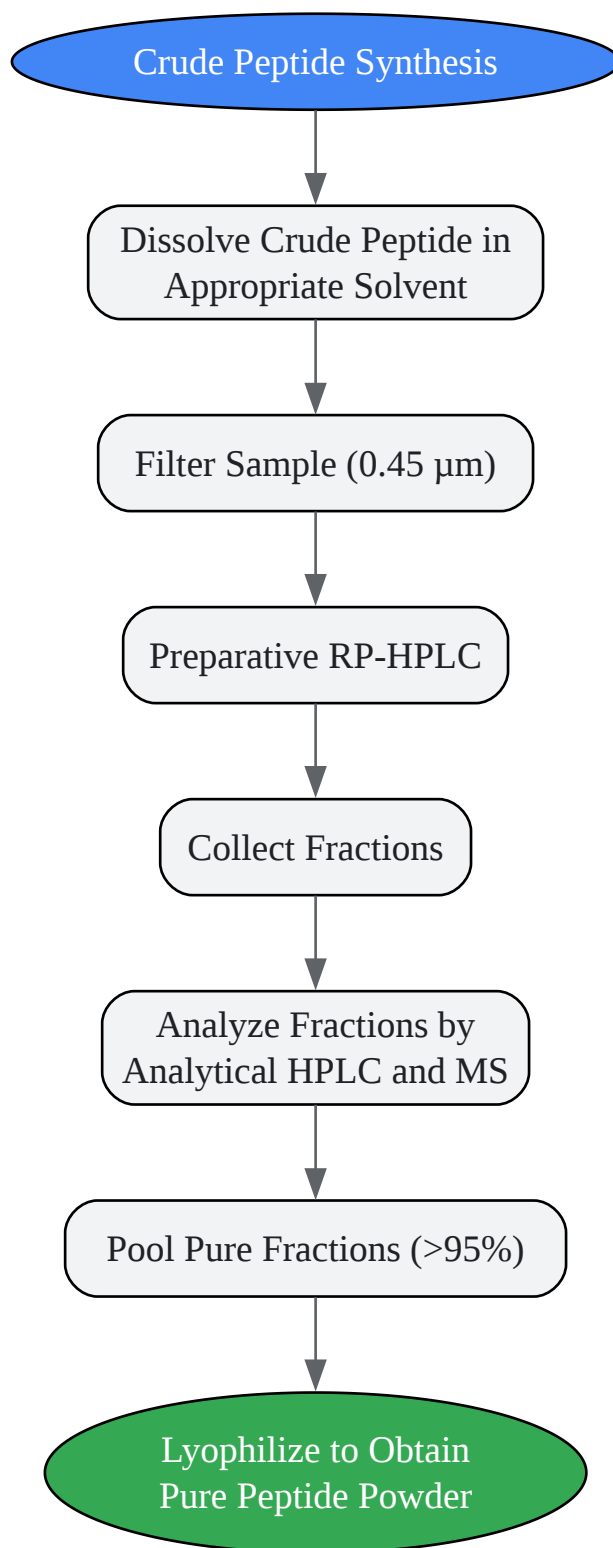 Crude Peptide Synthesis
Dissolve Crude Peptide in
Appropriate Solvent
Filter Sample (0.45 µm)
Preparative RP-HPLC
Collect Fractions
Analyze Fractions by
Analytical HPLC and MS
Pool Pure Fractions (>95%)
Lyophilize to Obtain
Pure Peptide Powder